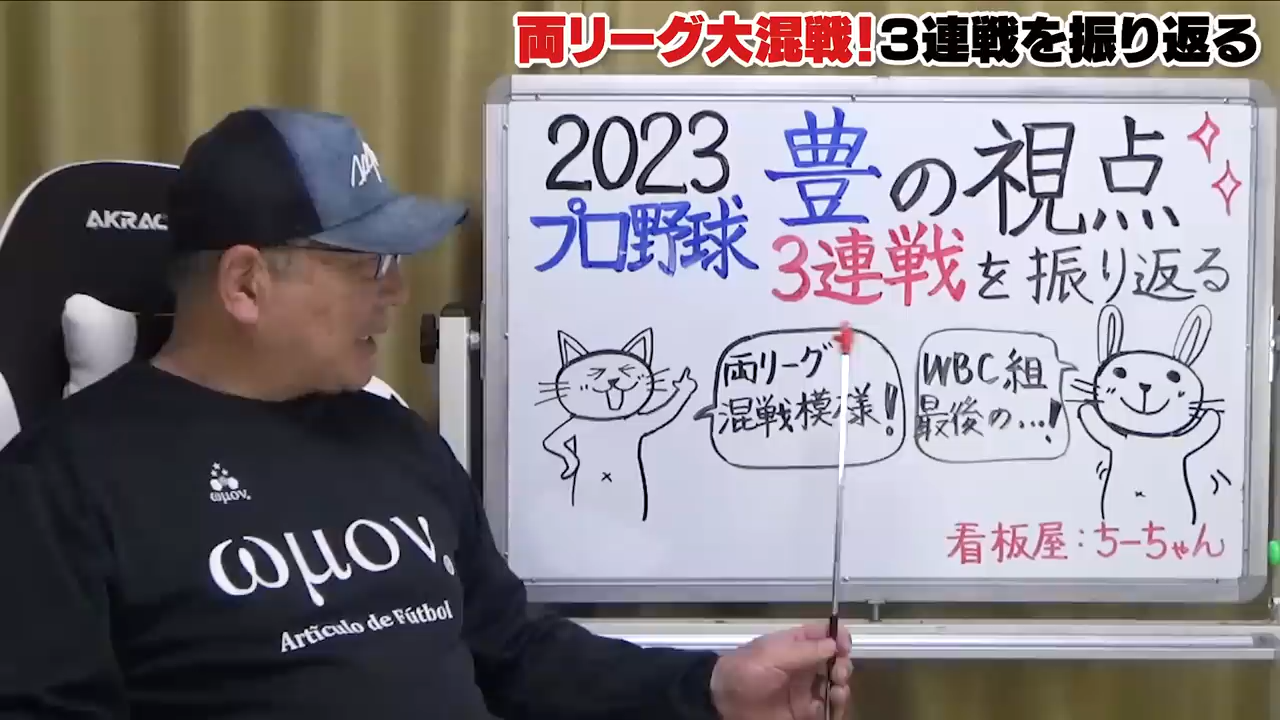 両リーグ大混戦!3連戦を振り返る
2023
プロ野球
豊の視点
3連戦を振り返る
両リーグ
混戦模様!
WBC組
最後の...!
看板屋:ちーちゃん
AKRAC
ωμον.
ωμον.
Artículo de Fútbol